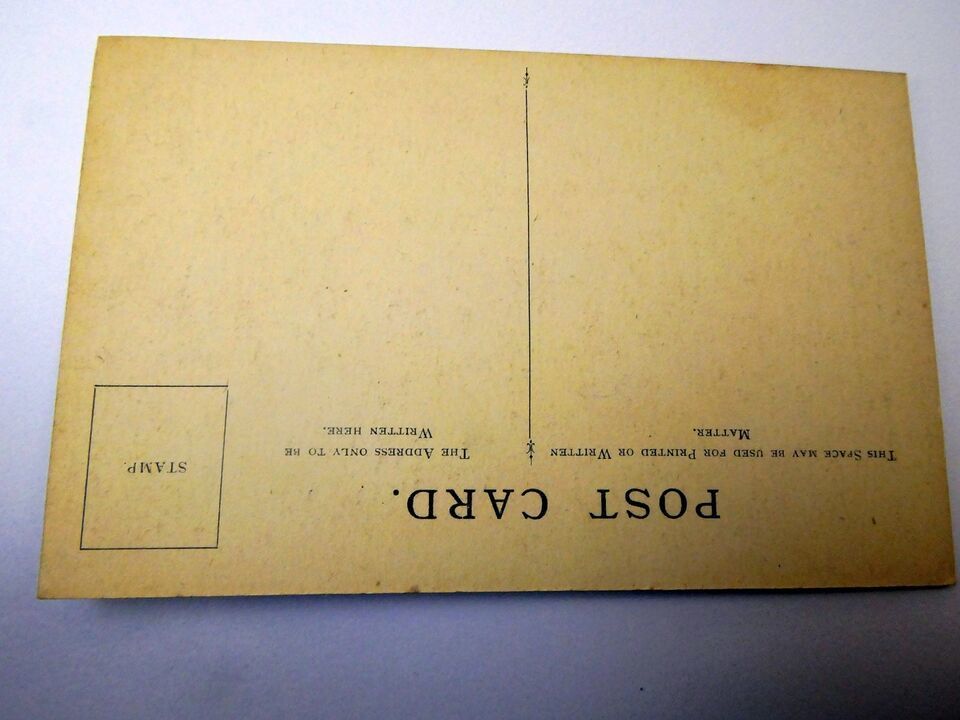 POST CARD.
THIS SPACE MAY BE USED FOR PRINTED OR WRITTEN
MATTER.
THE ADDRESS ONLY TO BE
WRITTEN HERE.
STAMP.